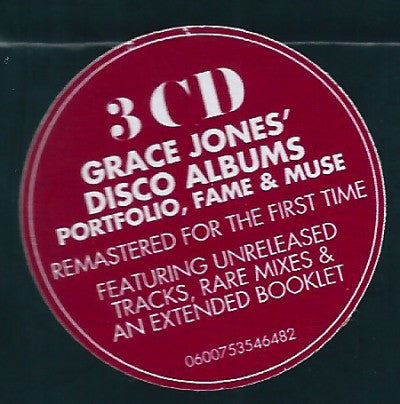 3 CD
GRACE JONES'
DISCO ALBUMS
PORTFOLIO, FAME & MUSE
REMASTERED FOR THE FIRST TIME
FEATURING UNRELEASED
TRACKS, RARE MIXES &
AN EXTENDED BOOKLET
0600753546482